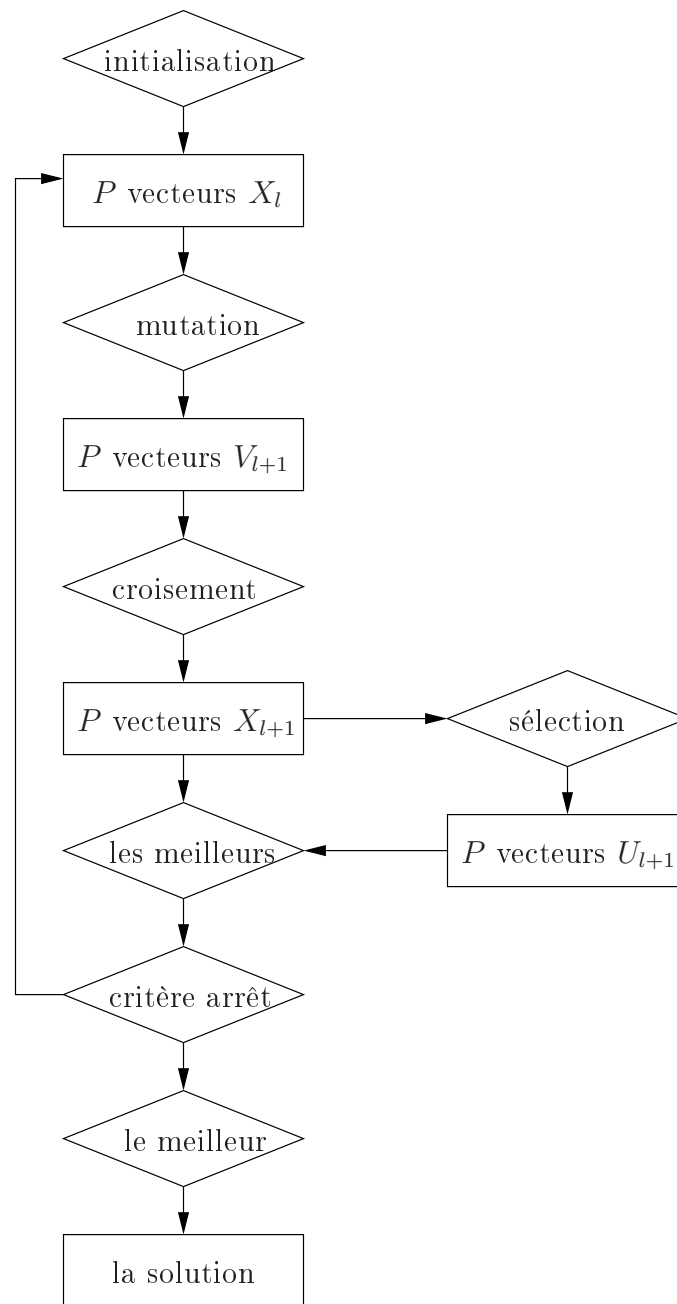 initialisation
P vecteurs X_l
mutation
P vecteurs V_{l+1}
croisement
P vecteurs X_{l+1}
sélection
les meilleurs
P vecteurs U_{l+1}
critère arrêt
le meilleur
la solution